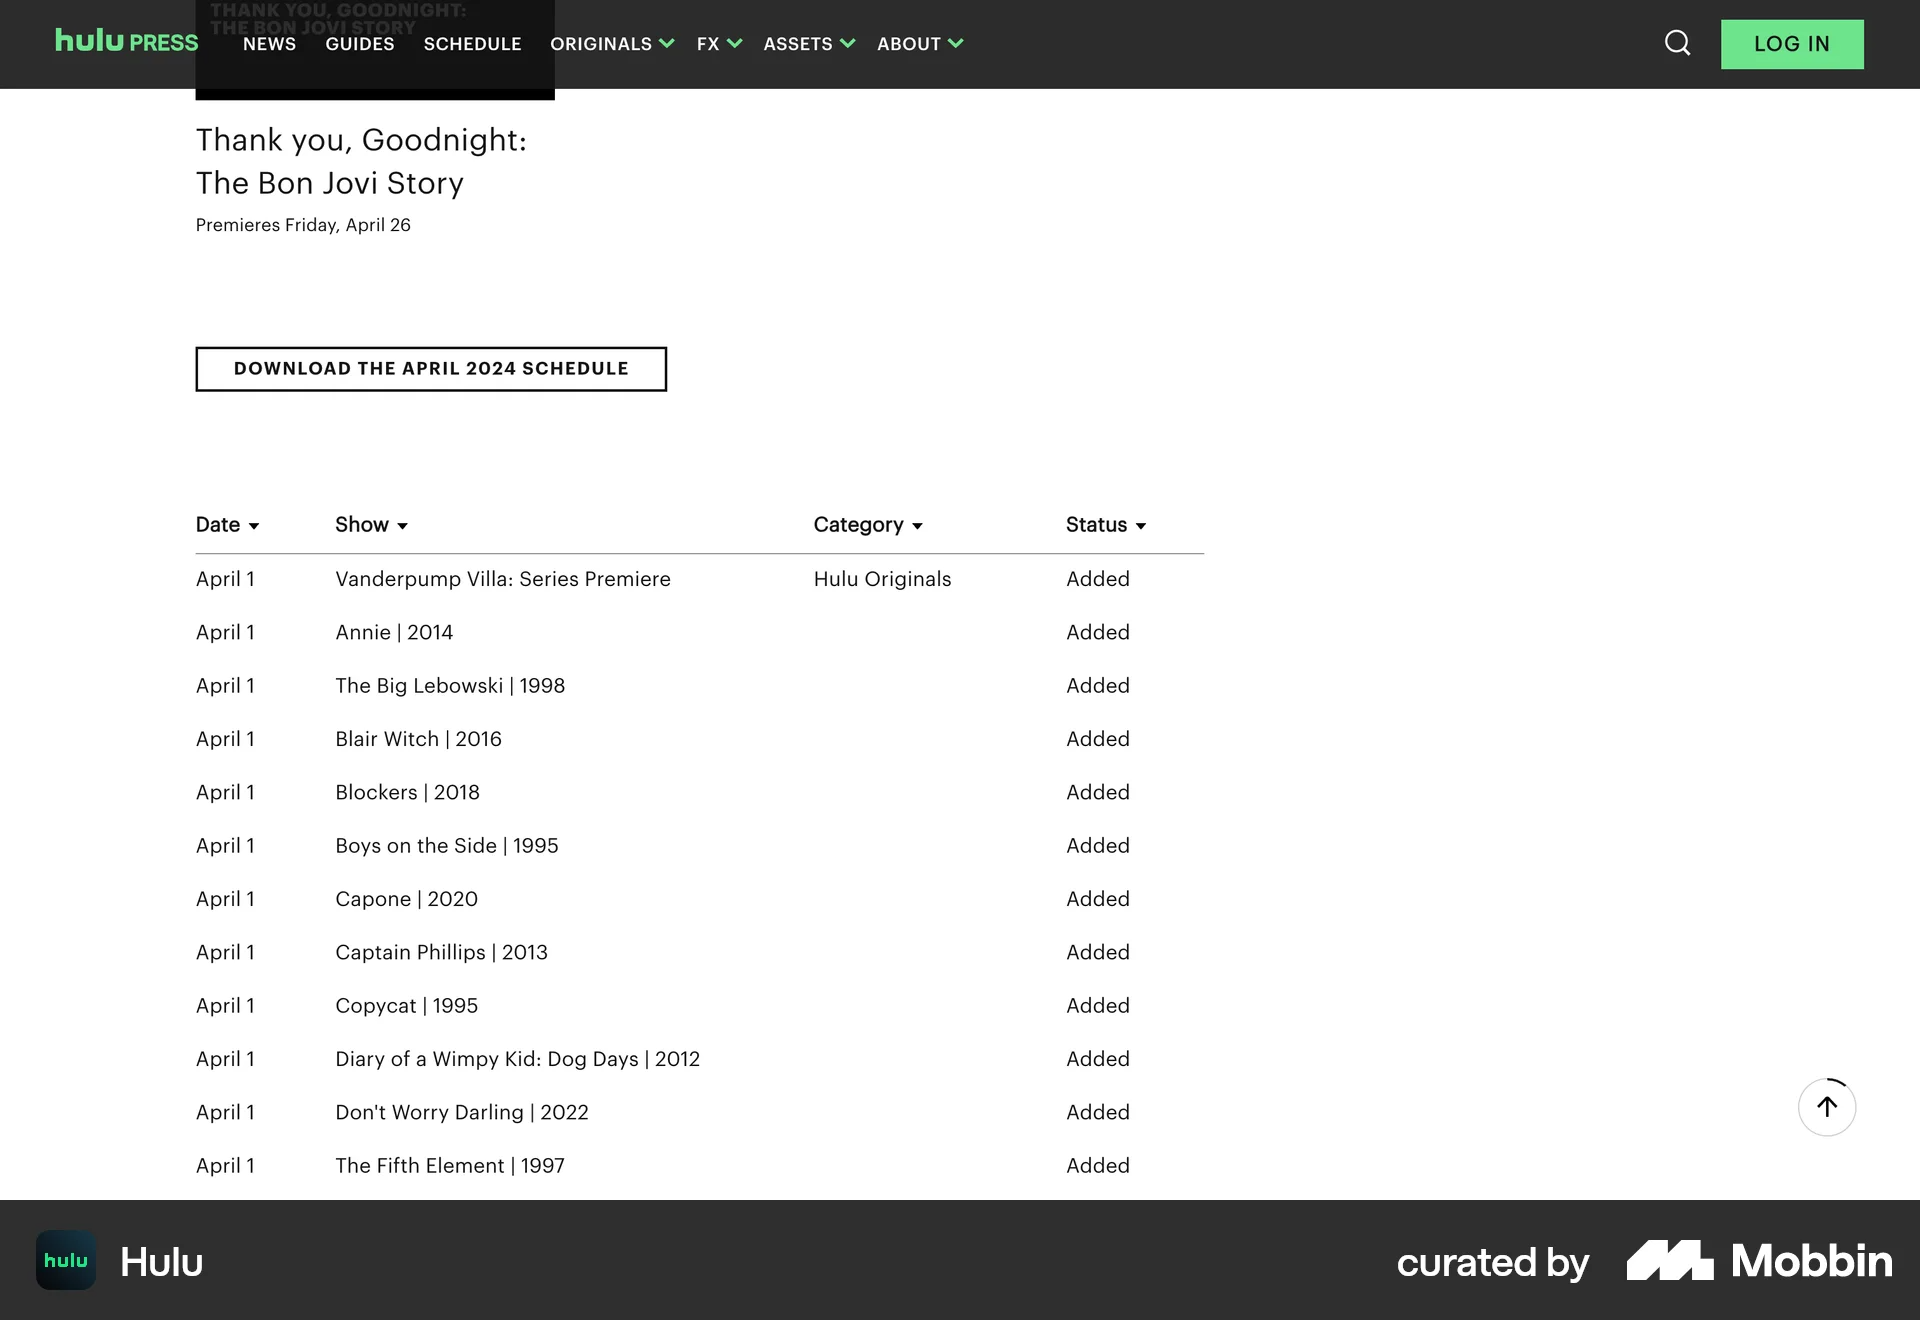 THANK YOU, GOODNIGHT:
THE BON JOVI STORY
hulu PRESS NEWS GUIDES SCHEDULE ORIGINALS FX ASSETS ABOUT LOG IN
Thank you, Goodnight:
The Bon Jovi Story
Premieres Friday, April 26
DOWNLOAD THE APRIL 2024 SCHEDULE
Date Show Category Status
April 1 Vanderpump Villa: Series Premiere Hulu Originals Added
April 1 Annie | 2014 Added
April 1 The Big Lebowski | 1998 Added
April 1 Blair Witch | 2016 Added
April 1 Blockers | 2018 Added
April 1 Boys on the Side | 1995 Added
April 1 Capone | 2020 Added
April 1 Captain Phillips | 2013 Added
April 1 Copycat | 1995 Added
April 1 Diary of a Wimpy Kid: Dog Days | 2012 Added
April 1 Don't Worry Darling | 2022 Added
April 1 The Fifth Element | 1997 Added
hulu Hulu curated by Mobbin